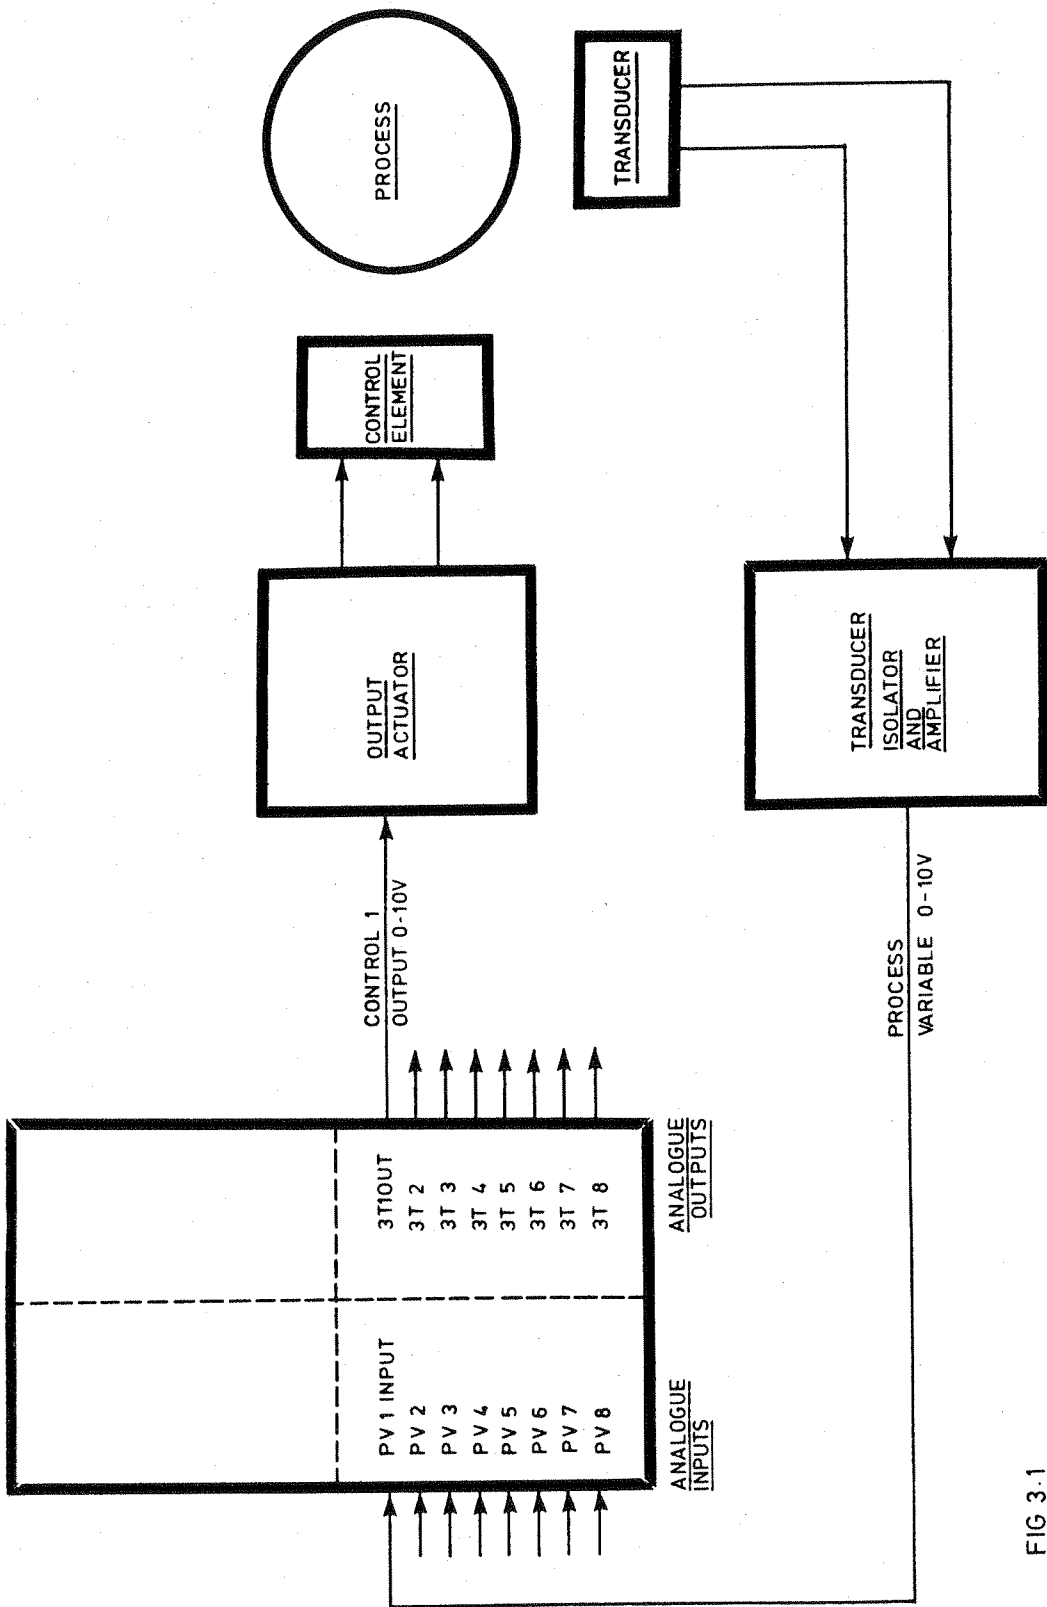 PV 1 INPUT
PV 2
PV 3
PV 4
PV 5
PV 6
PV 7
PV 8
ANALOGUE
INPUTS
3T1OUT
3T 2
3T 3
3T 4
3T 5
3T 6
3T 7
3T 8
ANALOGUE
OUTPUTS
CONTROL 1
OUTPUT 0-10V
OUTPUT
ACTUATOR
CONTROL
ELEMENT
PROCESS
TRANSDUCER
TRANSDUCER
ISOLATOR
AND
AMPLIFIER
PROCESS
VARIABLE 0-10V
FIG 3·1